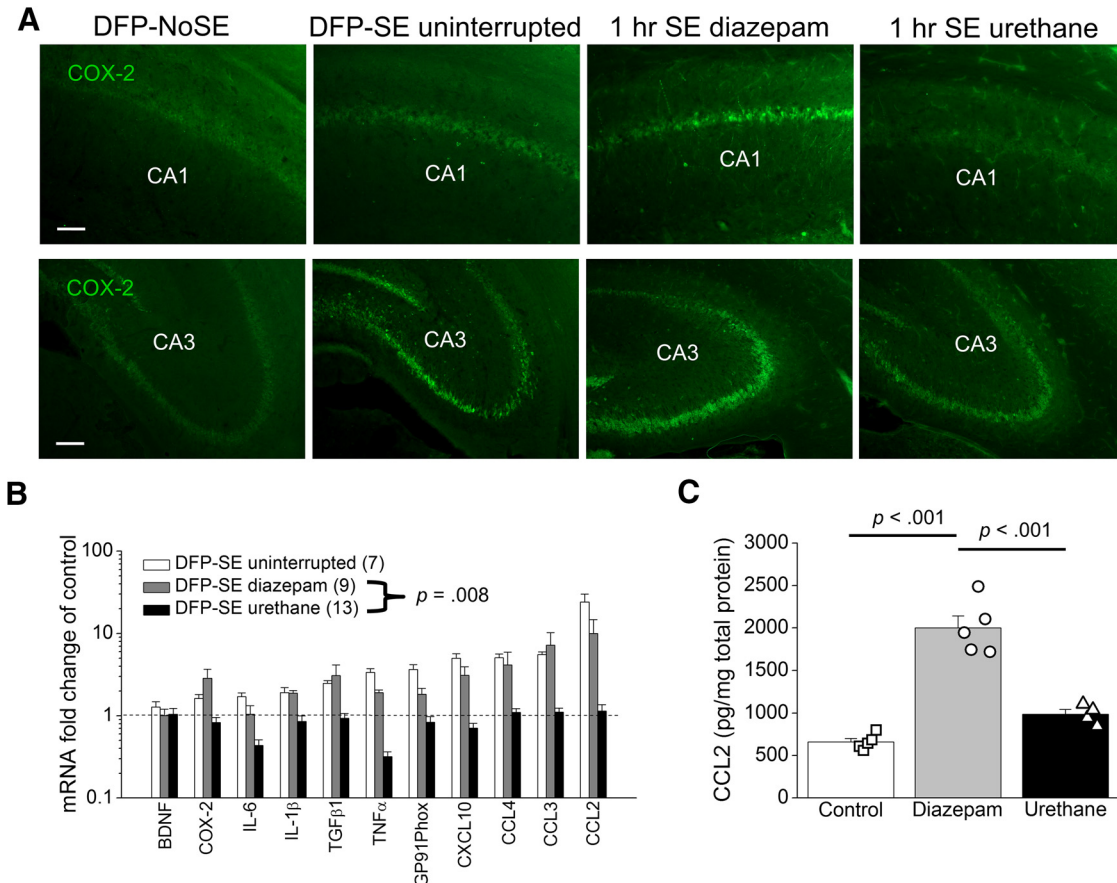 A
DFP-NoSE DFP-SE uninterrupted 1 hr SE diazepam 1 hr SE urethane
COX-2
CA1 CA1 CA1 CA1
COX-2
CA3 CA3 CA3 CA3
B
mRNA fold change of control
100
10
1
0.1
DFP-SE uninterrupted (7)
DFP-SE diazepam (9)
DFP-SE urethane (13)
p = .008
BDNF
COX-2
IL-6
IL-1β
TGFβ1
TNFα
GP91Phox
CXCL10
CCL4
CCL3
CCL2
C
p < .001
p < .001
CCL2 (pg/mg total protein)
3000
2500
2000
1500
1000
500
0
Control Diazepam Urethane